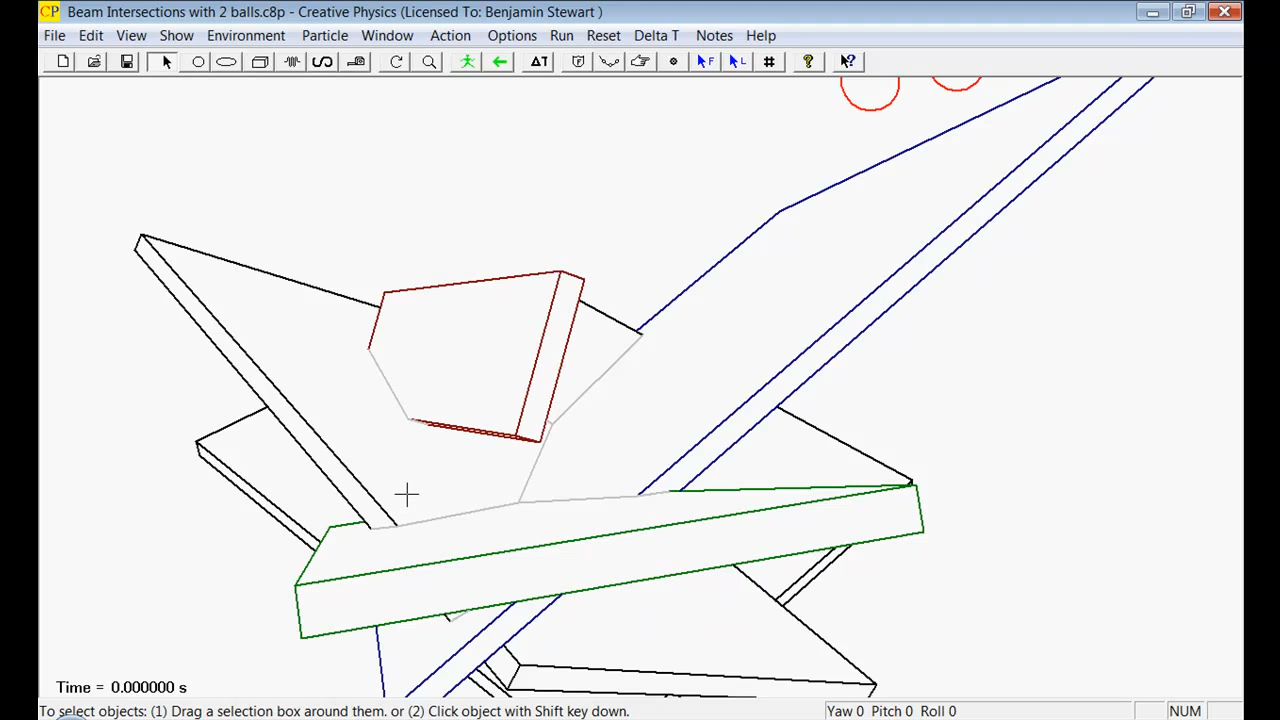 CP Beam Intersections with 2 balls.c8p - Creative Physics (Licensed To: Benjamin Stewart )
File Edit View Show Environment Particle Window Action Options Run Reset Delta T Notes Help
ΔT F L # ? ?
Time = 0.000000 s
To select objects: (1) Drag a selection box around them. or (2) Click object with Shift key down. Yaw 0 Pitch 0 Roll 0 NUM